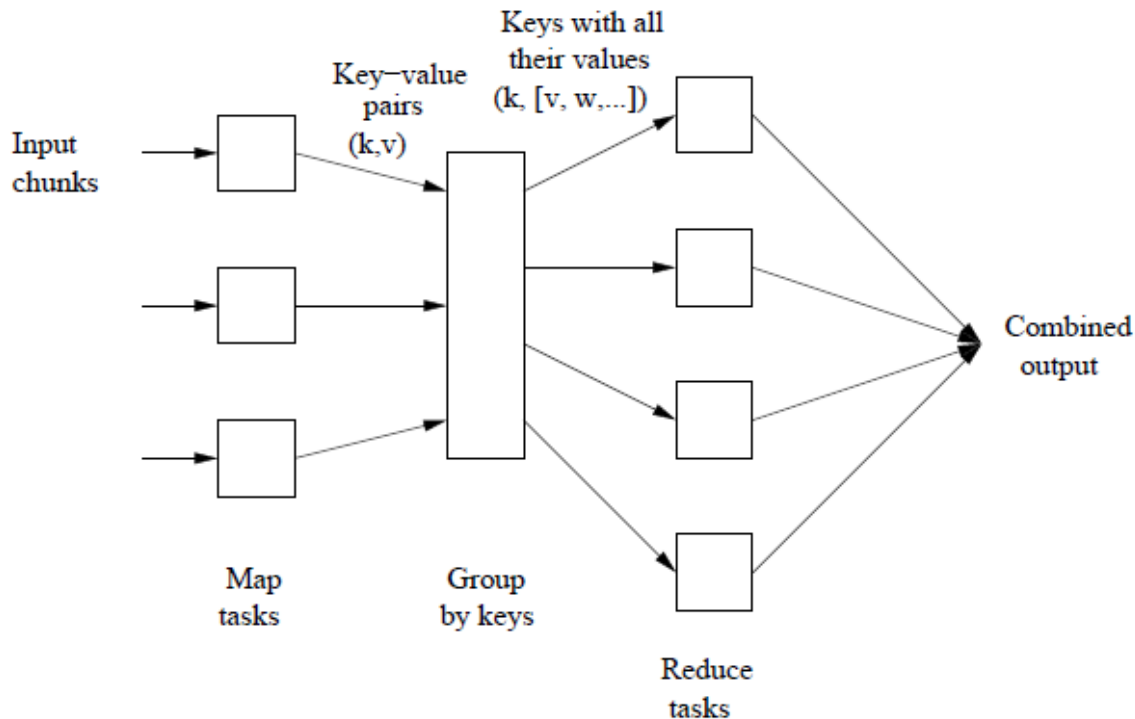 Keys with all
their values
(k, [v, w,...])
Key−value
pairs
(k,v)
Input
chunks
Combined
output
Map
tasks
Group
by keys
Reduce
tasks